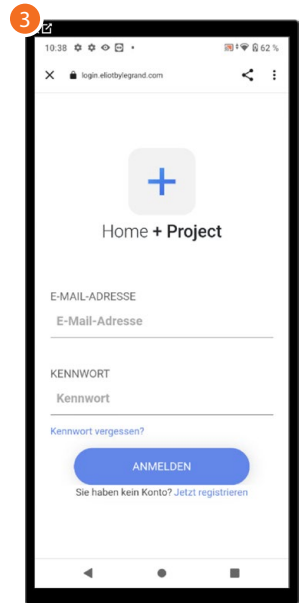 3
10:38
62 %
login.eliotbylegrand.com
Home + Project
E-MAIL-ADRESSE
E-Mail-Adresse
KENNWORT
Kennwort
Kennwort vergessen?
ANMELDEN
Sie haben kein Konto? Jetzt registrieren